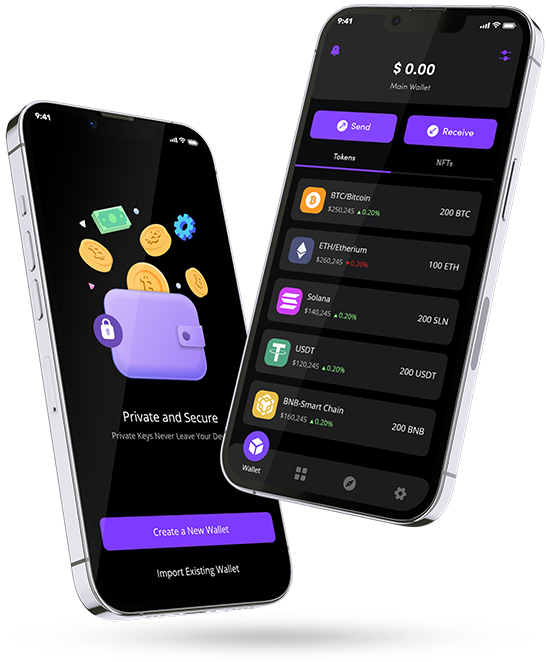 9:41
Private and Secure
Private Keys Never Leave Your
Create a New Wallet
Import Existing Wallet
9:41
$ 0.00
Main Wallet
Send
Receive
Tokens
NFTs
BTC/Bitcoin
$250,245 ▲0.20%
200 BTC
ETH/Etherium
$260,245 ▼0.20%
100 ETH
Solana
$140,245 ▲0.20%
200 SLN
USDT
$120,245 ▲0.20%
200 USDT
BNB-Smart Chain
$160,245 ▲0.20%
200 BNB
Wallet